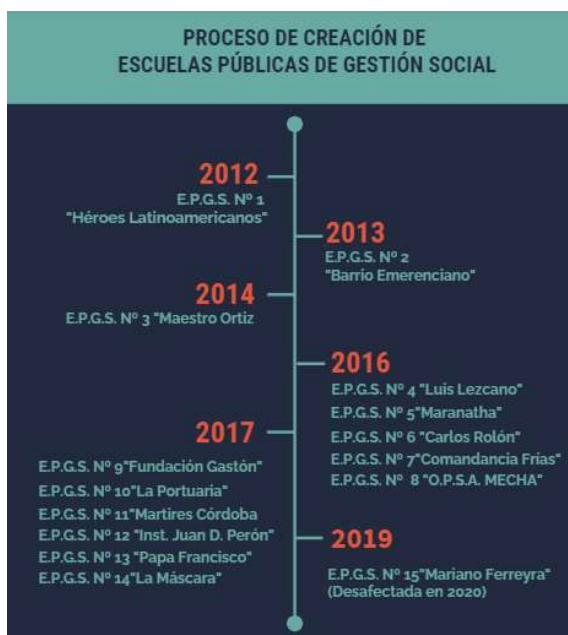 PROCESO DE CREACIÓN DE
ESCUELAS PÚBLICAS DE GESTIÓN SOCIAL
2012
E.P.G.S. Nº 1
"Héroes Latinoamericanos"
2013
E.P.G.S. Nº 2
"Barrio Emerenciano"
2014
E.P.G.S. Nº 3 "Maestro Ortiz
2016
E.P.G.S. Nº 4 "Luis Lezcano"
E.P.G.S. Nº 5"Maranatha"
E.P.G.S. Nº 6 "Carlos Rolón"
E.P.G.S. Nº 7"Comandancia Frías"
E.P.G.S. Nº 8 "O.P.S.A. MECHA"
2017
E.P.G.S. Nº 9"Fundación Gastón"
E.P.G.S. Nº 10"La Portuaria"
E.P.G.S. Nº 11"Martires Córdoba
E.P.G.S. Nº 12 "Inst. Juan D. Perón"
E.P.G.S. Nº 13 "Papa Francisco"
E.P.G.S. Nº 14"La Máscara"
2019
E.P.G.S. Nº 15"Mariano Ferreyra"
(Desafectada en 2020)